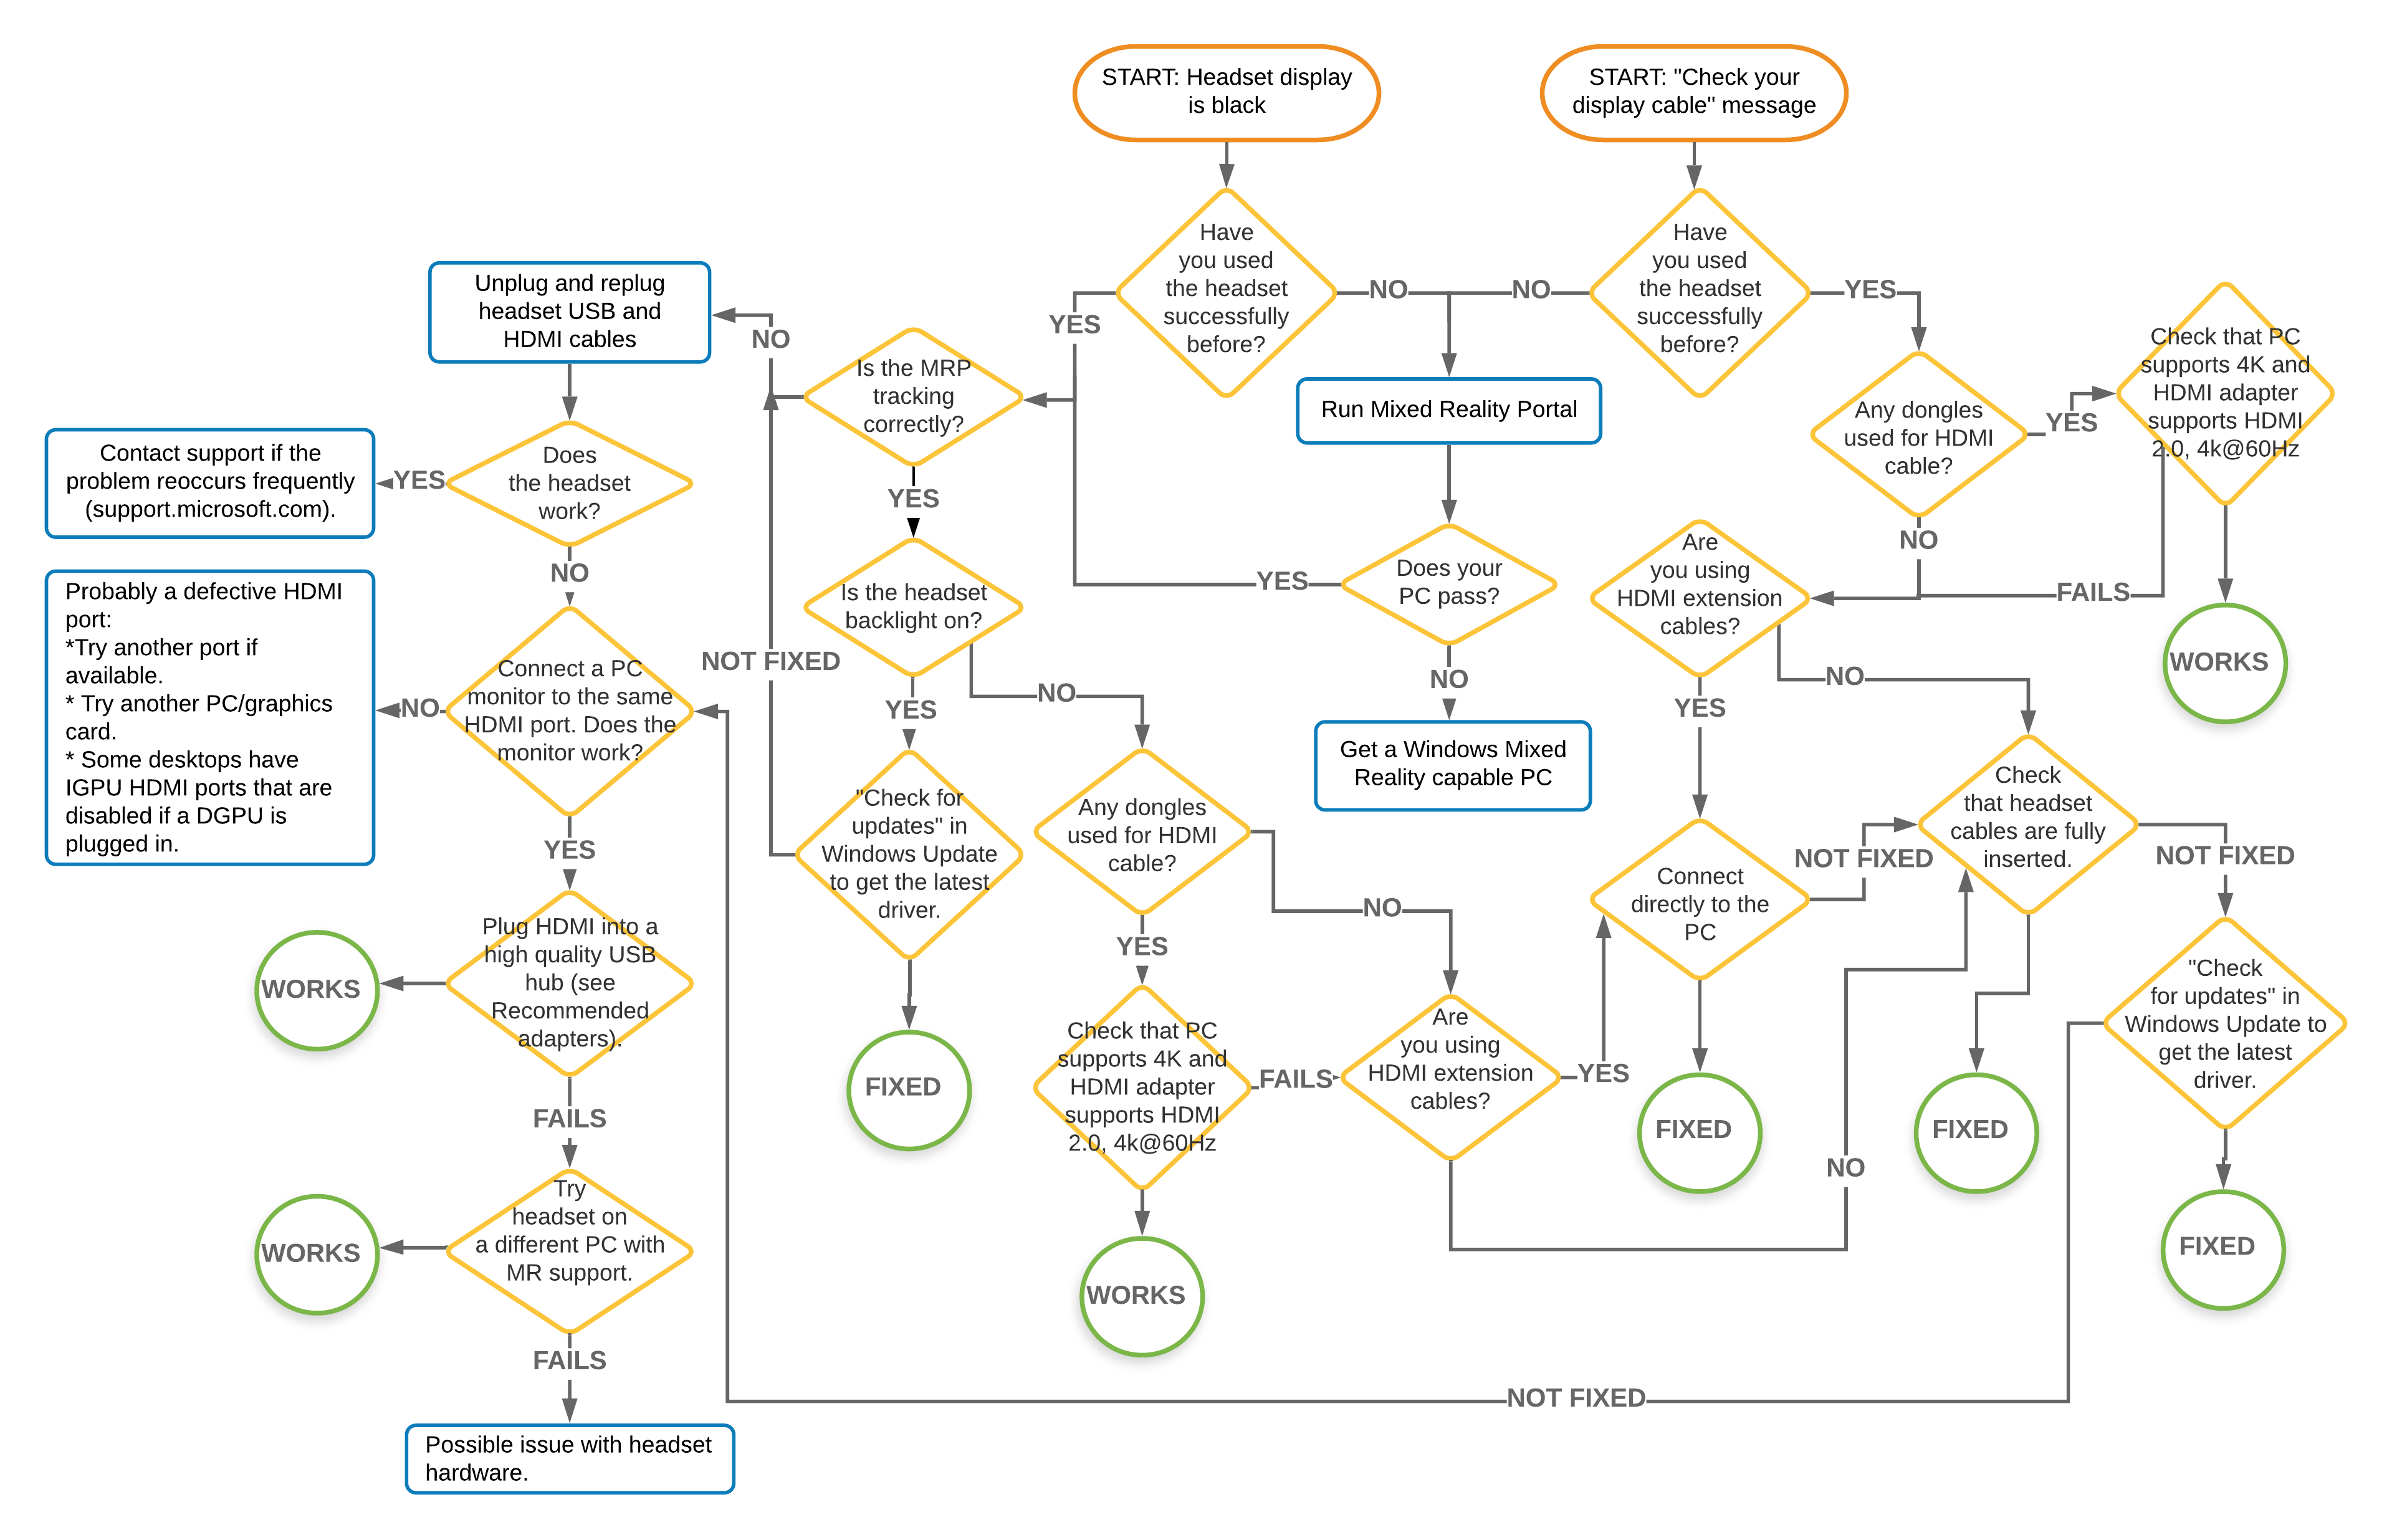 START: Headset display
is black
START: "Check your
display cable" message
Have
you used
the headset
successfully
before?
NO
NO
Have
you used
the headset
successfully
before?
YES
YES
Unplug and replug
headset USB and
HDMI cables
NO
Is the MRP
tracking
correctly?
Run Mixed Reality Portal
Any dongles
used for HDMI
cable?
YES
Check that PC
supports 4K and
HDMI adapter
supports HDMI
2.0, 4k@60Hz
Contact support if the
problem reoccurs frequently
(support.microsoft.com).
YES
Does
the headset
work?
YES
NO
NO
Is the headset
backlight on?
YES
Does your
PC pass?
Are
you using
HDMI extension
cables?
FAILS
WORKS
Probably a defective HDMI
port:
*Try another port if
available.
* Try another PC/graphics
card.
* Some desktops have
IGPU HDMI ports that are
disabled if a DGPU is
plugged in.
NO
Connect a PC
monitor to the same
HDMI port. Does the
monitor work?
NOT FIXED
YES
NO
NO
YES
NO
Get a Windows Mixed
Reality capable PC
"Check for
updates" in
Windows Update
to get the latest
driver.
Any dongles
used for HDMI
cable?
NO
Connect
directly to the
PC
NOT FIXED
Check
that headset
cables are fully
inserted.
NOT FIXED
YES
Plug HDMI into a
high quality USB
hub (see
Recommended
adapters).
WORKS
YES
"Check
for updates" in
Windows Update to
get the latest
driver.
FIXED
Check that PC
supports 4K and
HDMI adapter
supports HDMI
2.0, 4k@60Hz
FAILS
Are
you using
HDMI extension
cables?
YES
FIXED
FIXED
FAILS
NO
Try
headset on
a different PC with
MR support.
WORKS
WORKS
FIXED
FAILS
NOT FIXED
Possible issue with headset
hardware.